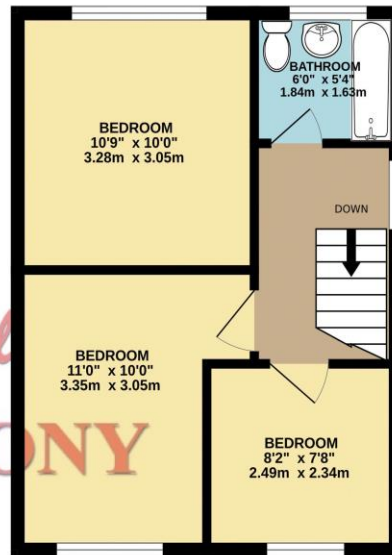 BEDROOM
10'9" x 10'0"
3.28m x 3.05m
BATHROOM
6'0" x 5'4"
1.84m x 1.63m
DOWN
BEDROOM
11'0" x 10'0"
3.35m x 3.05m
BEDROOM
8'2" x 7'8"
2.49m x 2.34m
ONY